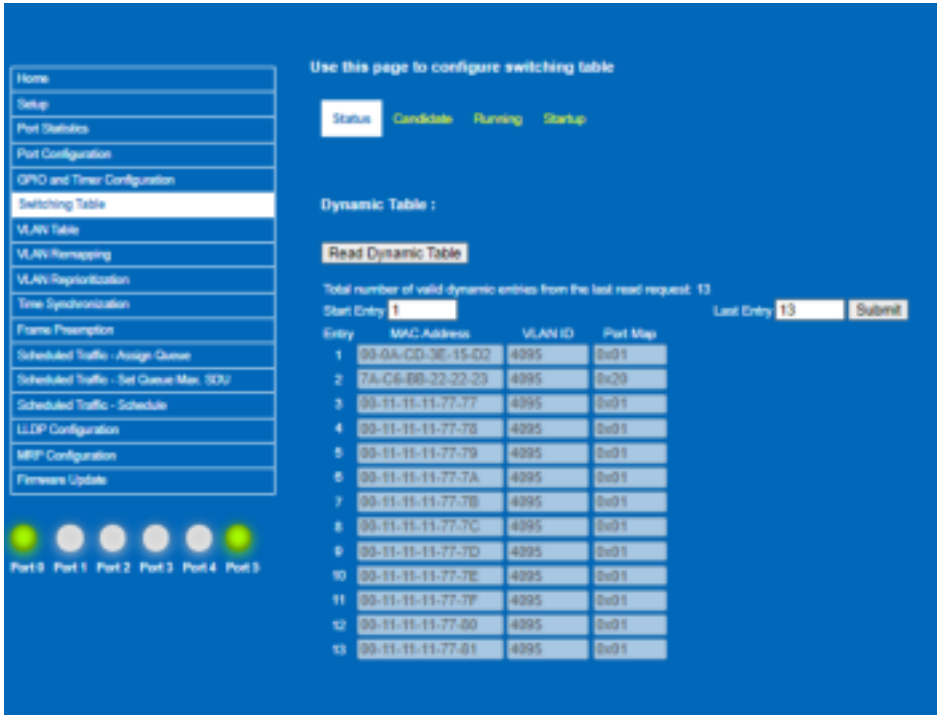 Use this page to configure switching table
Home
Setup
Port Statistics
Port Configuration
GPIO and Timer Configuration
Switching Table
VLAN Table
VLAN Remapping
VLAN Reprioritization
Time Synchronization
Frame Preemption
Scheduled Traffic - Assign Queue
Scheduled Traffic - Set Queue Max. SDU
Scheduled Traffic - Schedule
LLDP Configuration
MRP Configuration
Firmware Update
Port 0 Port 1 Port 2 Port 3 Port 4 Port 5
Status Candidate Running Startup
Dynamic Table :
Read Dynamic Table
Total number of valid dynamic entries from the last read request: 13
Start Entry 1 Last Entry 13 Submit
Entry MAC Address VLAN ID Port Map
1 00-0A-CD-3E-15-D2 4095 0x01
2 7A-C6-BB-22-22-23 4095 0x20
3 00-11-11-11-77-77 4095 0x01
4 00-11-11-11-77-78 4095 0x01
5 00-11-11-11-77-79 4095 0x01
6 00-11-11-11-77-7A 4095 0x01
7 00-11-11-11-77-7B 4095 0x01
8 00-11-11-11-77-7C 4095 0x01
9 00-11-11-11-77-7D 4095 0x01
10 00-11-11-11-77-7E 4095 0x01
11 00-11-11-11-77-7F 4095 0x01
12 00-11-11-11-77-80 4095 0x01
13 00-11-11-11-77-81 4095 0x01